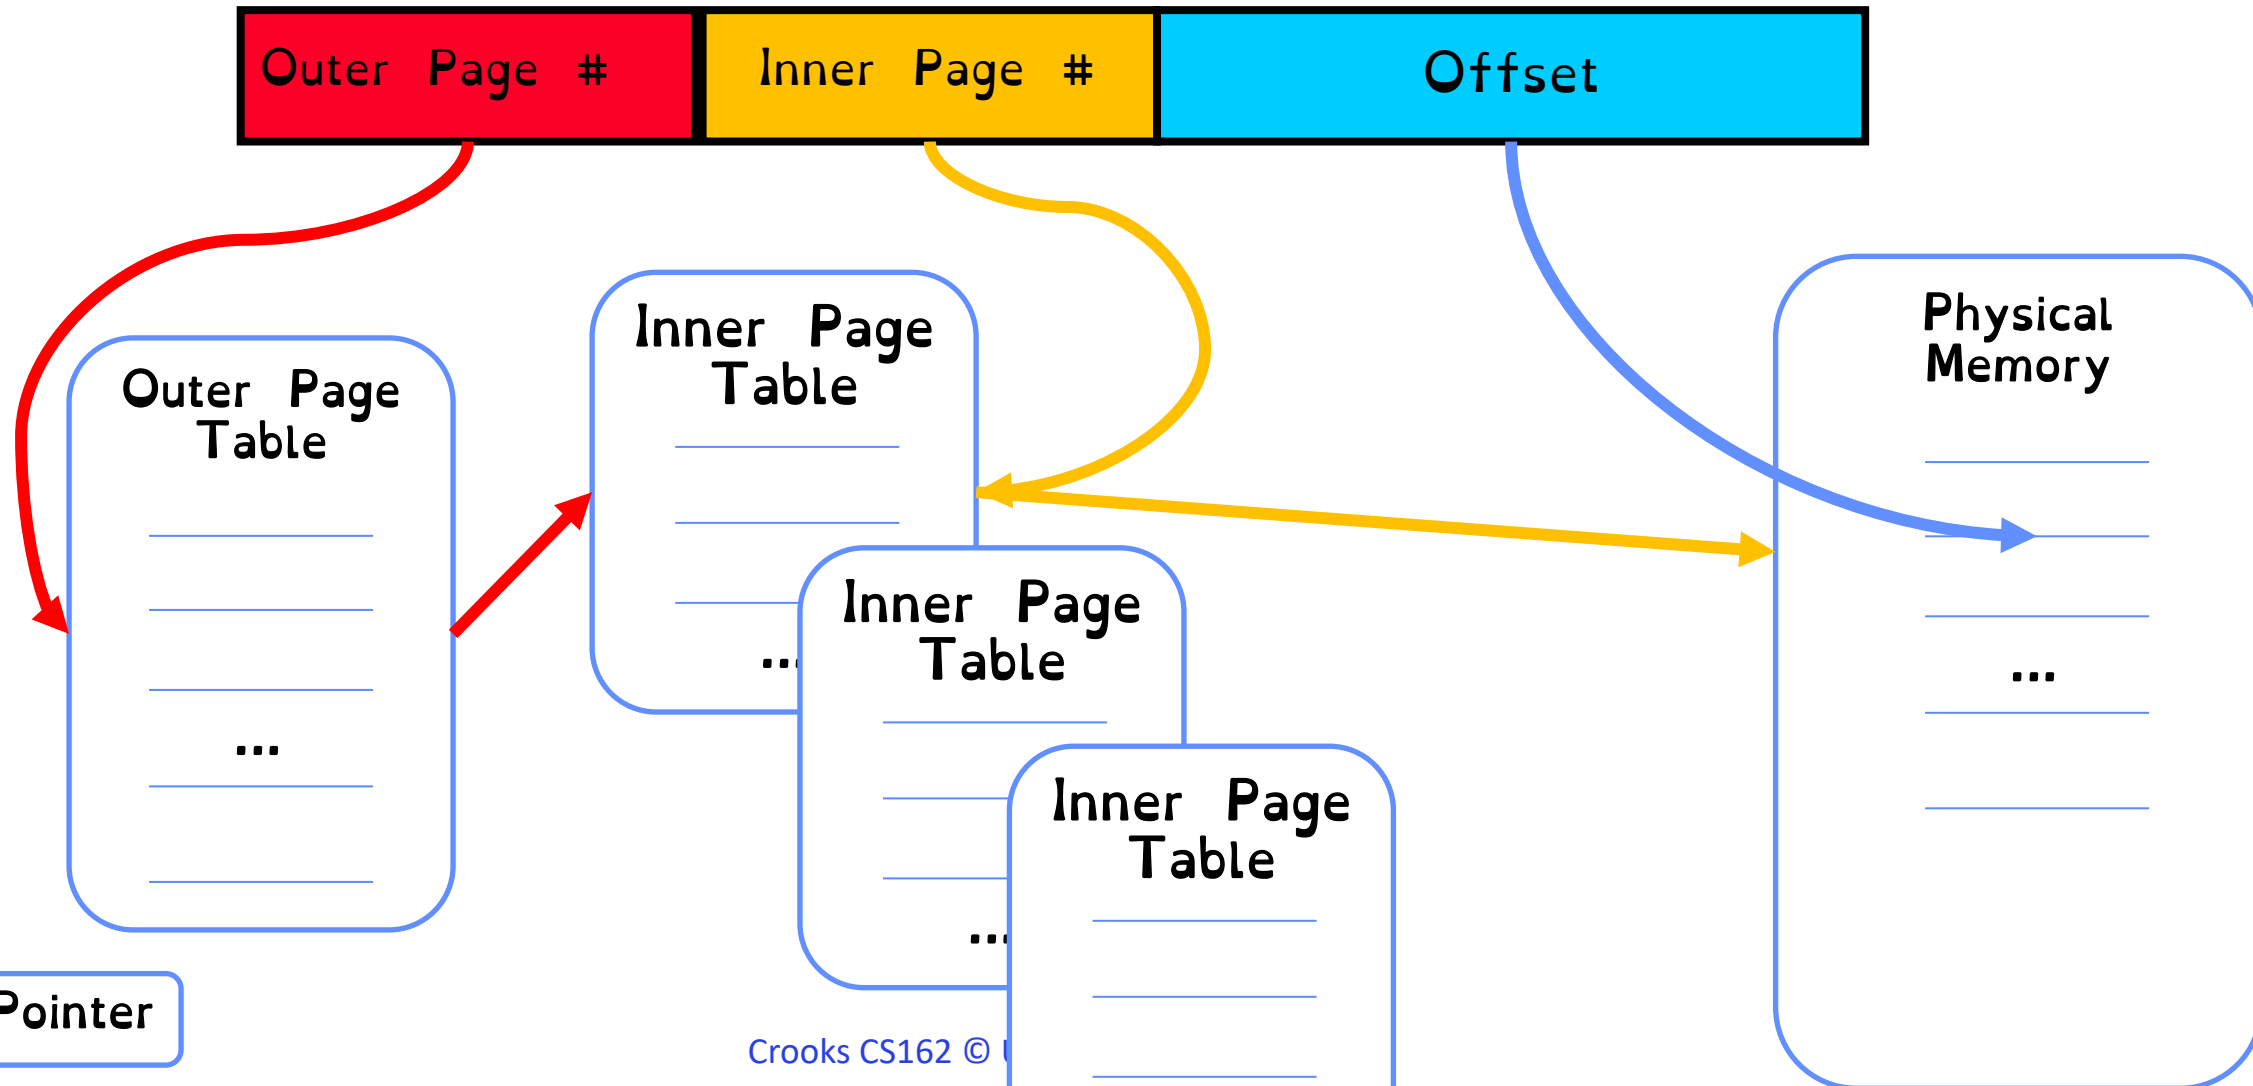 Outer Page #
Inner Page #
Offset
Outer Page
Table
...
Inner Page
Table
...
Inner Page
Table
...
Inner Page
Table
Physical
Memory
...
Pointer
Crooks CS162 ©